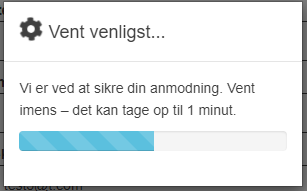 Vent venligst...
Vi er ved at sikre din anmodning. Vent
imens – det kan tage op til 1 minut.